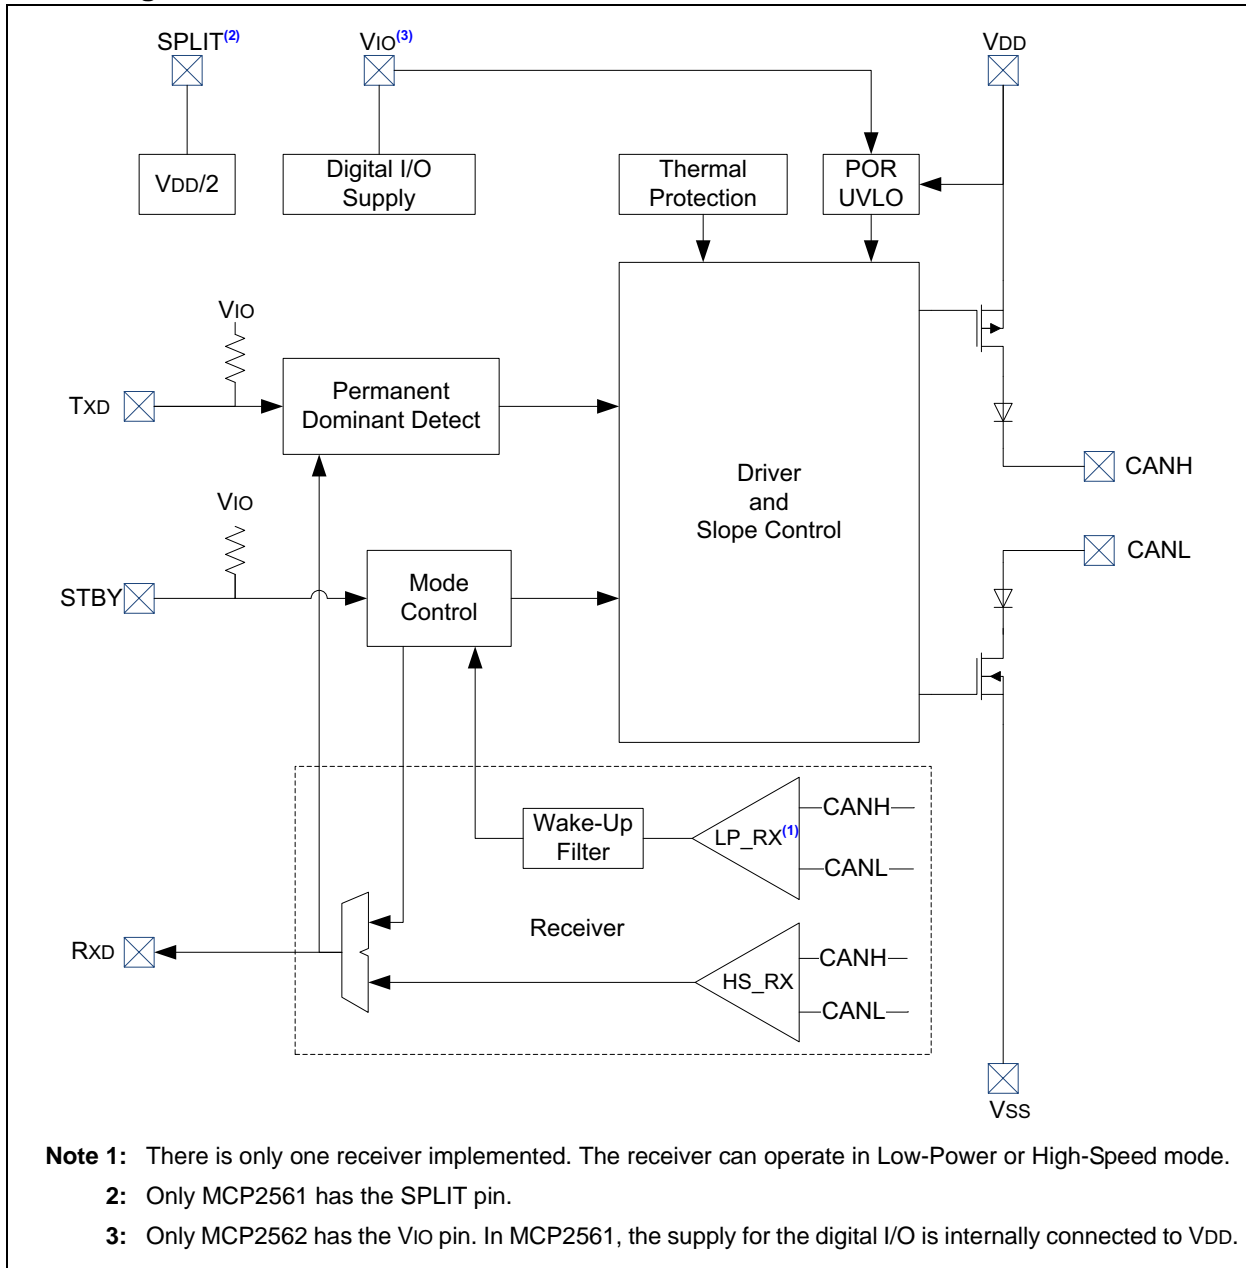 SPLIT(2)
VIO(3)
VDD
VDD/2
Digital I/O
Supply
Thermal
Protection
POR
UVLO
VIO
TXD
Permanent
Dominant Detect
Driver
and
Slope Control
CANH
VIO
STBY
Mode
Control
CANL
Wake-Up
Filter
LP_RX(1)
CANH
CANL
Receiver
RXD
HS_RX
CANH
CANL
VSS
Note 1: There is only one receiver implemented. The receiver can operate in Low-Power or High-Speed mode.
2: Only MCP2561 has the SPLIT pin.
3: Only MCP2562 has the VIO pin. In MCP2561, the supply for the digital I/O is internally connected to VDD.